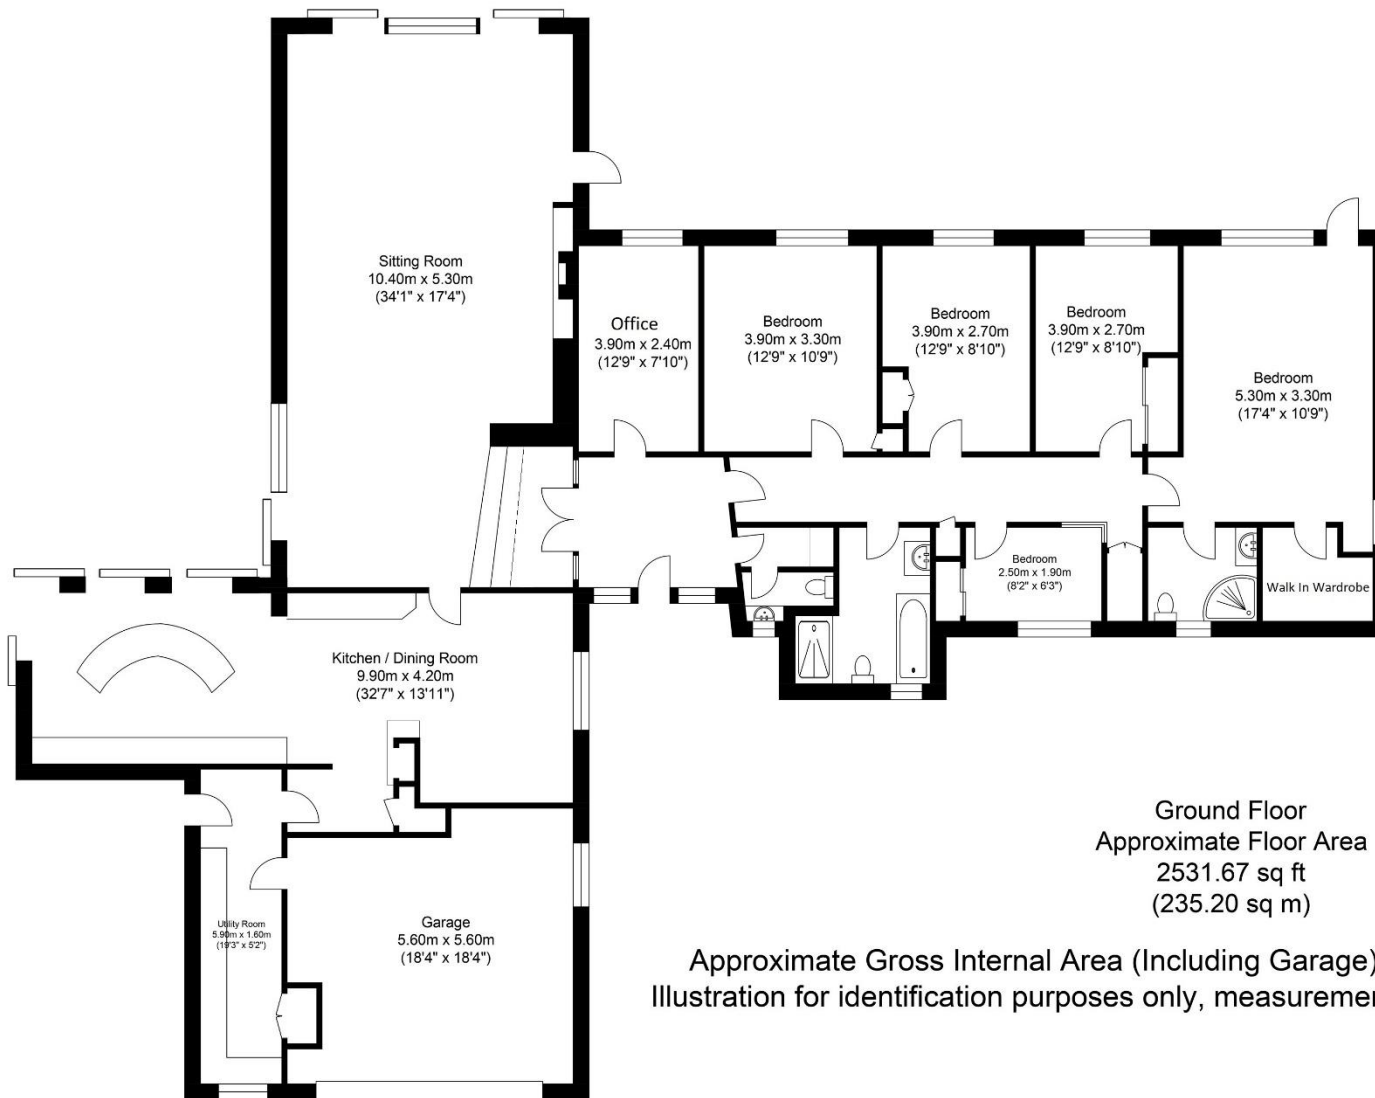 Sitting Room
10.40m x 5.30m
(34'1" x 17'4")
Office
3.90m x 2.40m
(12'9" x 7'10")
Bedroom
3.90m x 3.30m
(12'9" x 10'9")
Bedroom
3.90m x 2.70m
(12'9" x 8'10")
Bedroom
3.90m x 2.70m
(12'9" x 8'10")
Bedroom
5.30m x 3.30m
(17'4" x 10'9")
Bedroom
2.50m x 1.90m
(8'2" x 6'3")
Walk In Wardrobe
Kitchen / Dining Room
9.90m x 4.20m
(32'7" x 13'11")
Utility Room
5.90m x 1.60m
(19'3" x 5'2")
Garage
5.60m x 5.60m
(18'4" x 18'4")
Ground Floor
Approximate Floor Area
2531.67 sq ft
(235.20 sq m)
Approximate Gross Internal Area (Including Garage)
Illustration for identification purposes only, measuremen